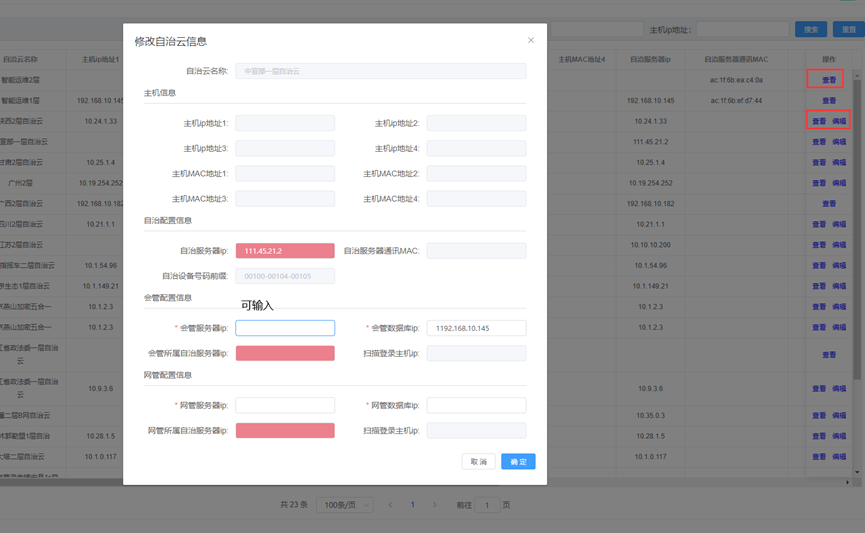 主机ip地址: 搜索 重置
自治云名称 主机ip地址1 主机MAC地址4 自治服务器ip 自治服务器通讯MAC 操作
修改自治云信息
自治云名称: 中宣部一层自治云
主机信息
主机ip地址1: 主机ip地址2:
主机ip地址3: 主机ip地址4:
主机MAC地址1: 主机MAC地址2:
主机MAC地址3: 主机MAC地址4:
自治配置信息
自治服务器ip: 111.45.21.2 自治服务器通讯MAC:
自治设备号码前缀: 00100-00104-00105
会管配置信息
可输入
* 会管服务器ip: * 会管数据库ip: 1192.168.10.145
会管所属自治服务器ip: 扫描登录主机ip:
网管配置信息
* 网管服务器ip: * 网管数据库ip:
网管所属自治服务器ip: 扫描登录主机ip:
取消 确定
智能运维2层 ac:1f:6b:ea:c4:0a 查看
智能运维1层 192.168.10.145 192.168.10.145 ac:1f:6b:ef:d7:44 查看
陕西2层自治云 10.24.1.33 10.24.1.33 查看 编辑
宣部一层自治云 111.45.21.2 查看 编辑
甘肃2层自治云 10.25.1.4 10.25.1.4 查看 编辑
广州2层 10.19.254.252 10.19.254.252 查看 编辑
广西2层自治云 192.168.10.182 192.168.10.182 查看
四川2层自治云 10.21.1.1 10.21.1.1 查看 编辑
江苏2层自治云 10.10.10.200 查看 编辑
指挥车二层自治云 10.1.54.96 10.1.54.96 查看 编辑
京生态1层自治云 10.1.149.21 10.1.149.21 查看 编辑
京燕山加密五合一 10.1.2.3 10.1.2.3 查看 编辑
京燕山加密五合一 10.1.2.3 10.1.2.3 查看 编辑
江省政法委一层自治云 查看
江省政法委二层自治云 10.9.3.6 10.9.3.6 查看 编辑
二层B网自治云 10.35.0.3 10.35.0.3 查看 编辑
林郭勒盟1层自治 10.28.1.5 10.28.1.5 查看 编辑
塔二层自治云 10.1.0.117 10.1.0.117 查看 编辑
共 23 条 100条/页 1 前往 1 页